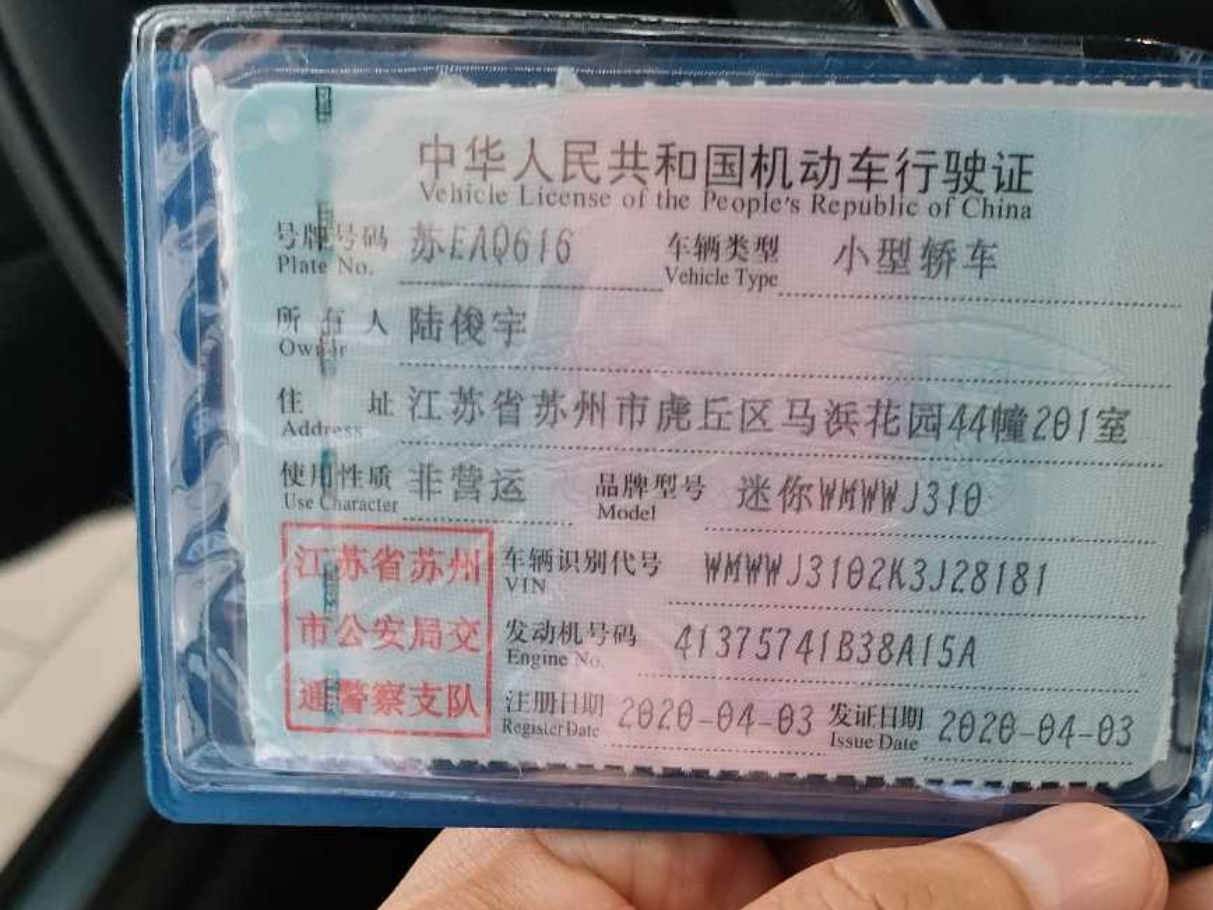 中华人民共和国机动车行驶证
Vehicle License of the People's Republic of China
号牌号码 苏EAQ616 车辆类型 小型轿车
Plate No. Vehicle Type
所有人 陆俊宇
Owner
住址 江苏省苏州市虎丘区马浜花园44幢201室
Address
使用性质 非营运 品牌型号 迷你WMWWJ310
Use Character Model
江苏省苏州
市公安局交
通警察支队
车辆识别代号 WMWWJ3102K3J28181
VIN
发动机号码 41375741B38A15A
Engine No.
注册日期 2020-04-03 发证日期 2020-04-03
Register Date Issue Date